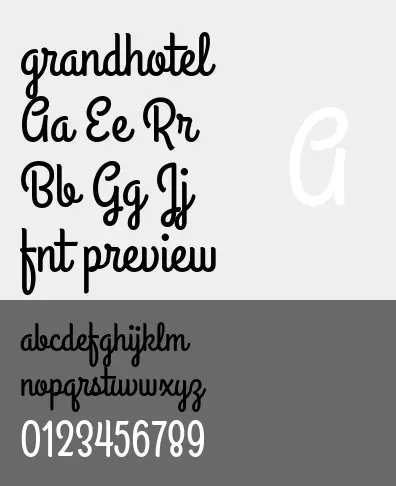 grandhotel
Aa Ee Rr
A
Bb Gg Jj
fnt preview
abcdefghijklm
nopqrstuvwxyz
0123456789